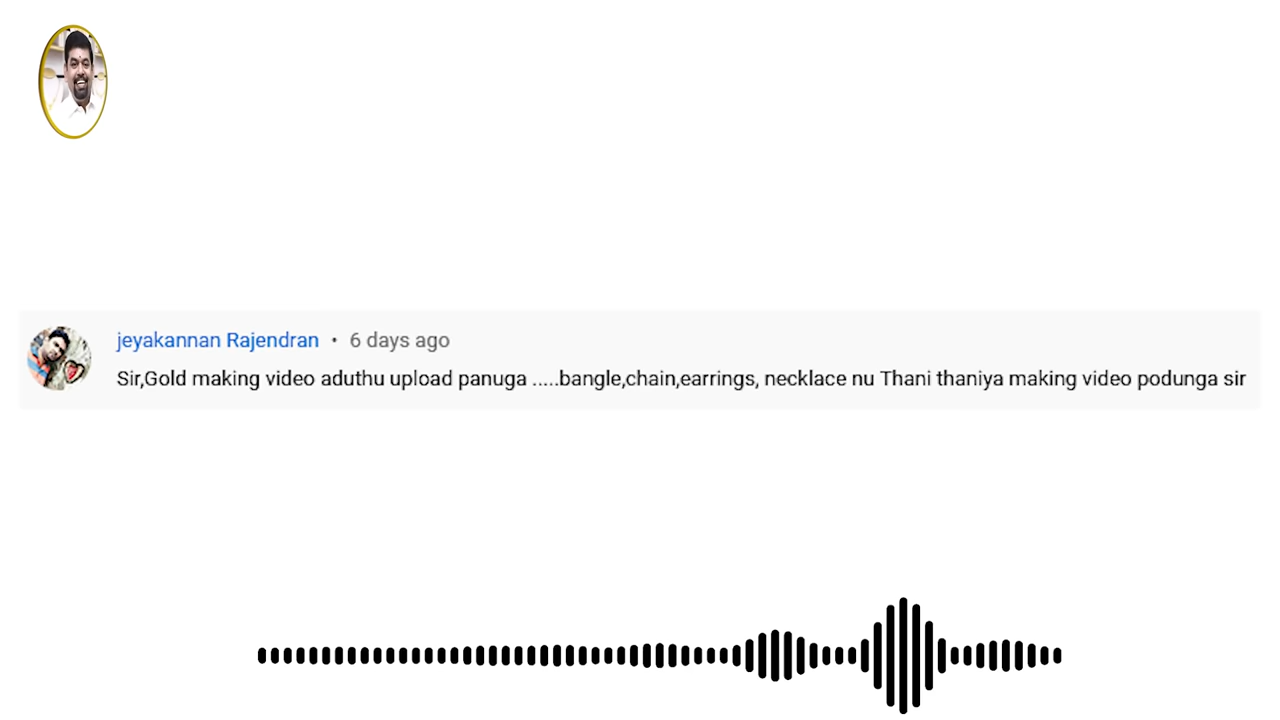 jeyakannan Rajendran • 6 days ago
Sir,Gold making video aduthu upload panuga .....bangle,chain,earrings, necklace nu Thani thaniya making video podunga sir